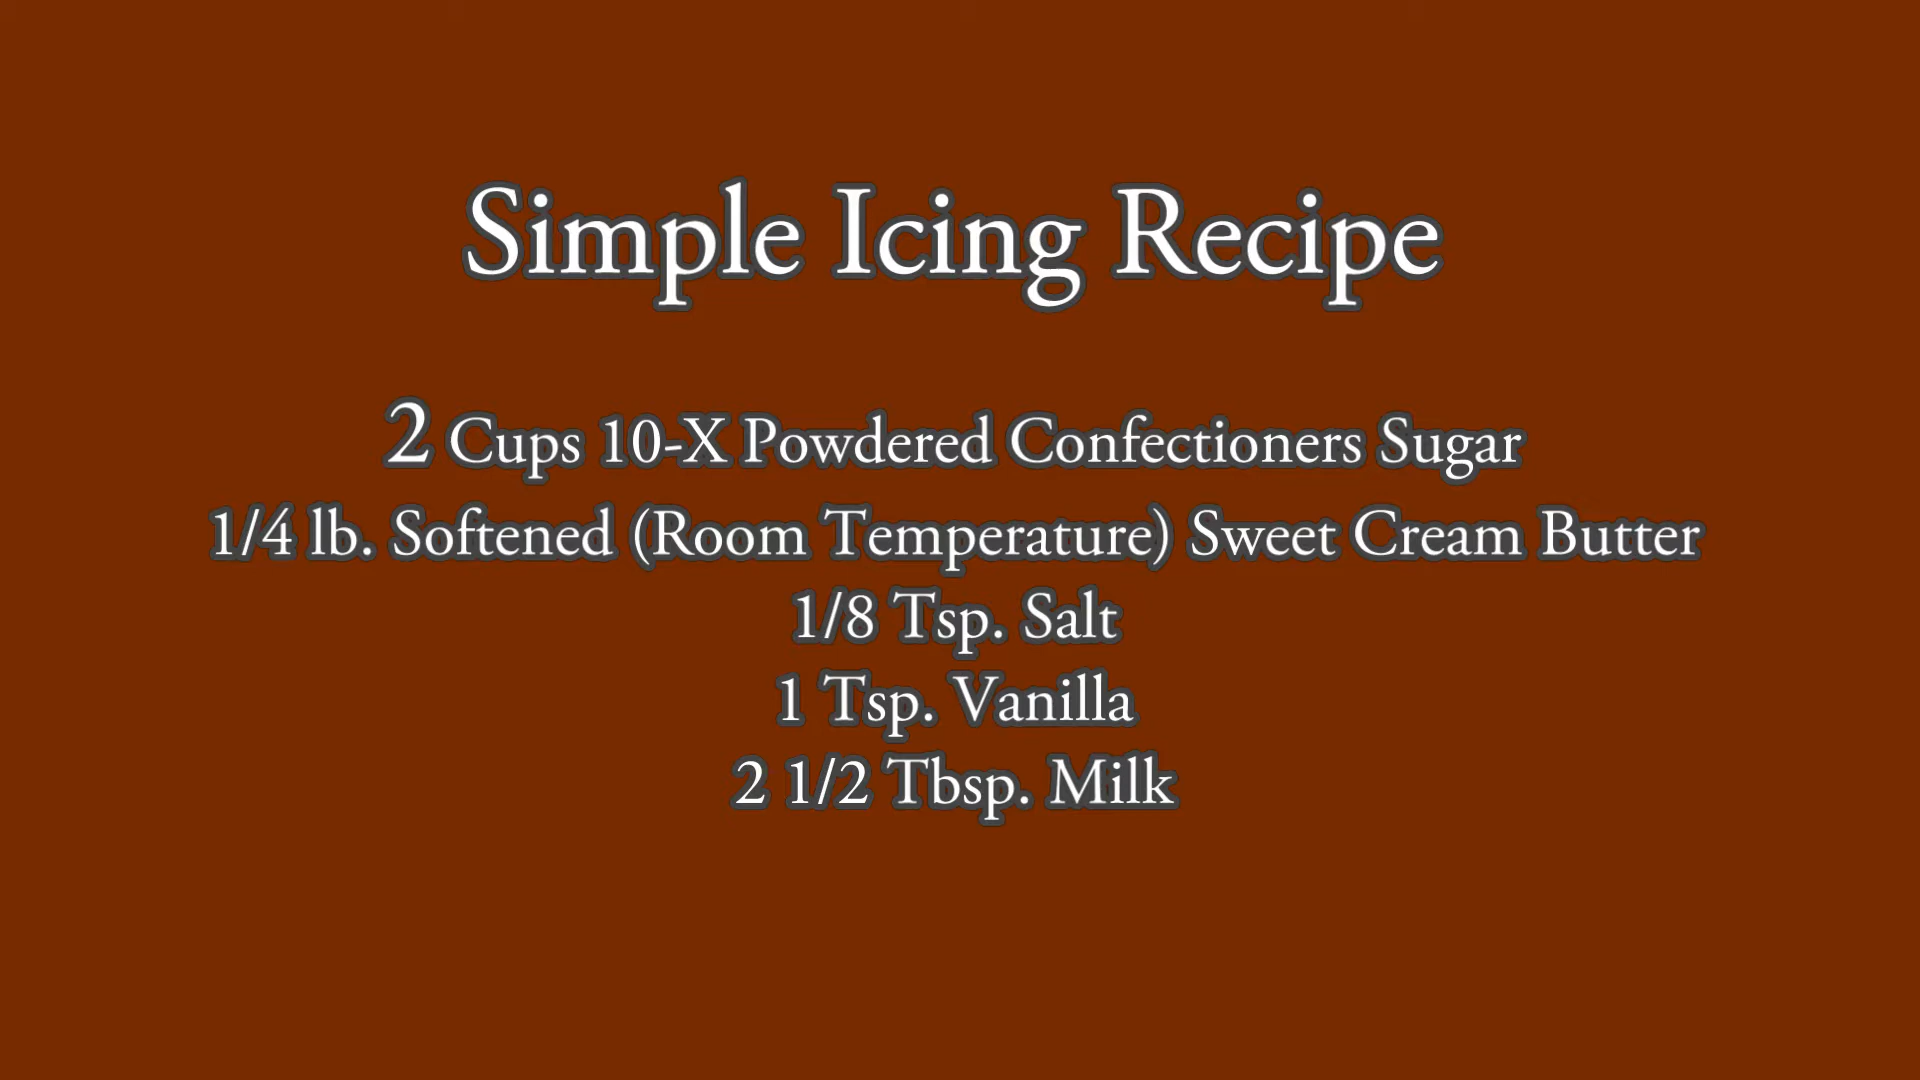 Simple Icing Recipe
2 Cups 10-X Powdered Confectioners Sugar
1/4 lb. Softened (Room Temperature) Sweet Cream Butter
1/8 Tsp. Salt
1 Tsp. Vanilla
2 1/2 Tbsp. Milk